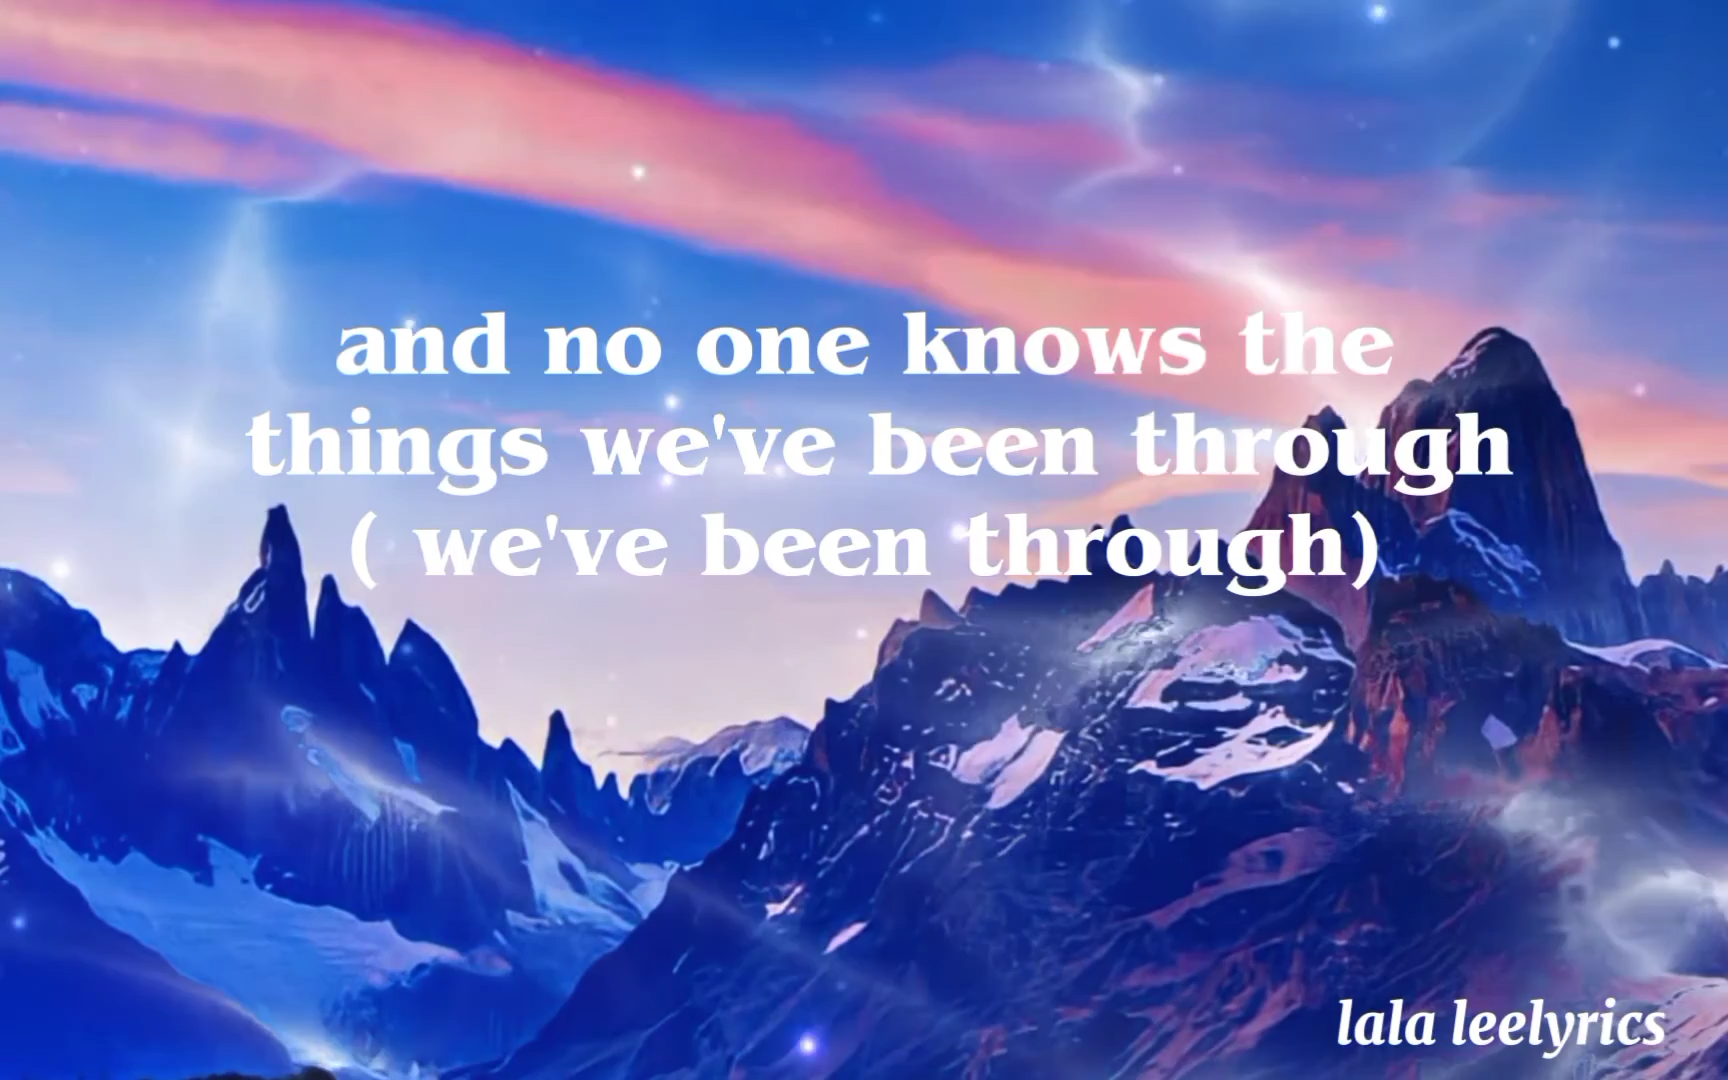 and no one knows the
things we've been through
( we've been through)
lala leelyrics